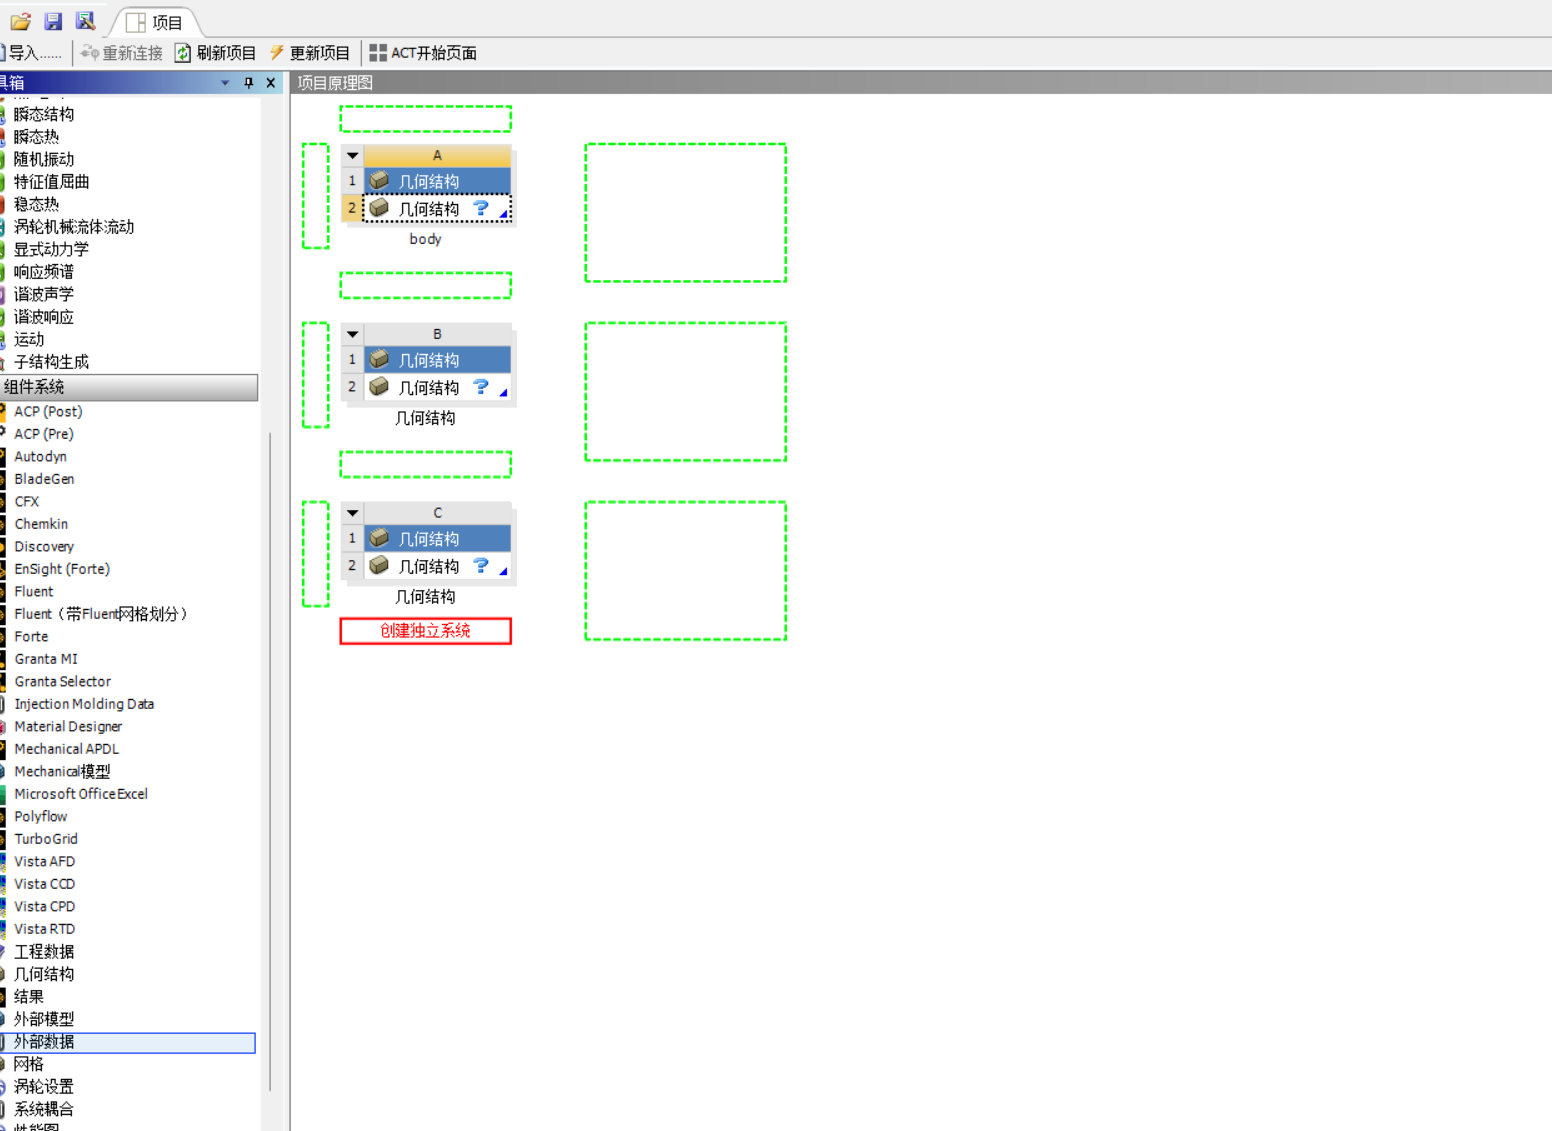 项目
导入......
重新连接
刷新项目
更新项目
ACT开始页面
具箱
瞬态结构
瞬态热
随机振动
特征值屈曲
稳态热
涡轮机械流体流动
显式动力学
响应频谱
谐波声学
谐波响应
运动
子结构生成
组件系统
ACP (Post)
ACP (Pre)
Autodyn
BladeGen
CFX
Chemkin
Discovery
EnSight (Forte)
Fluent
Fluent（带Fluent网格划分）
Forte
Granta MI
Granta Selector
Injection Molding Data
Material Designer
Mechanical APDL
Mechanical模型
Microsoft Office Excel
Polyflow
TurboGrid
Vista AFD
Vista CCD
Vista CPD
Vista RTD
工程数据
几何结构
结果
外部模型
外部数据
网格
涡轮设置
系统耦合
性能图
项目原理图
A
1 几何结构
2 几何结构 ?
body
B
1 几何结构
2 几何结构 ?
几何结构
C
1 几何结构
2 几何结构 ?
几何结构
创建独立系统